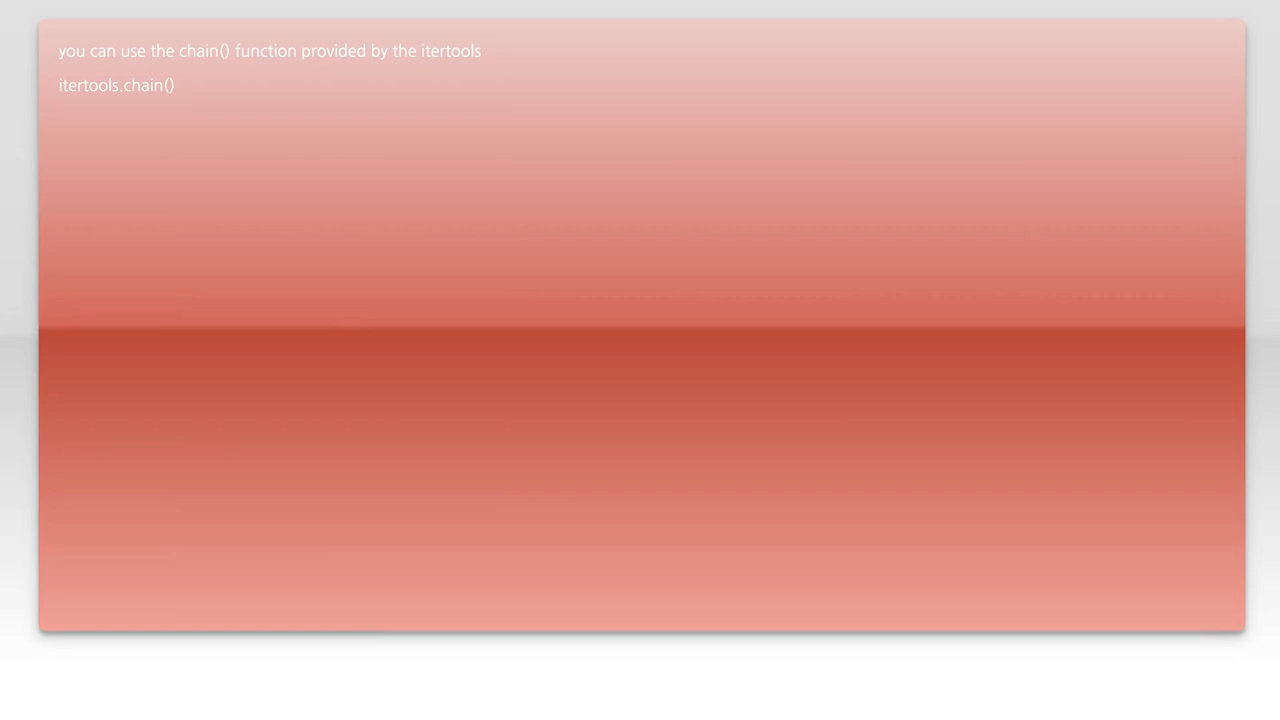 you can use the chain() function provided by the itertools
itertools.chain()